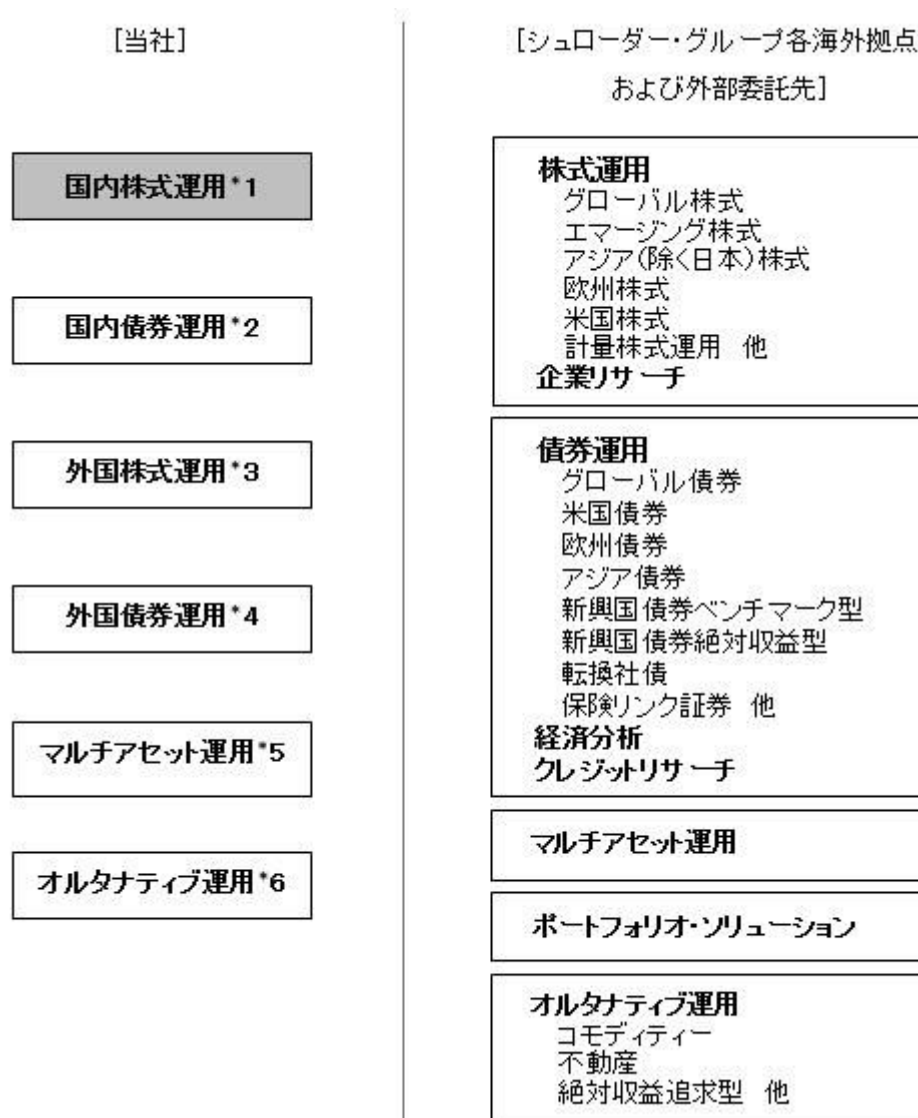 [当社]
国内株式運用*1
国内債券運用*2
外国株式運用*3
外国債券運用*4
マルチアセット運用*5
オルタナティブ運用*6
[シュローダー・グループ各海外拠点
および外部委託先]
株式運用
グローバル株式
エマージング株式
アジア(除く日本)株式
欧州株式
米国株式
計量株式運用 他
企業リサーチ
債券運用
グローバル債券
米国債券
欧州債券
アジア債券
新興国債券ベンチマーク型
新興国債券絶対収益型
転換社債
保険リンク証券 他
経済分析
クレジットリサーチ
マルチアセット運用
ポートフォリオ・ソリューション
オルタナティブ運用
コモディティー
不動産
絶対収益追求型 他